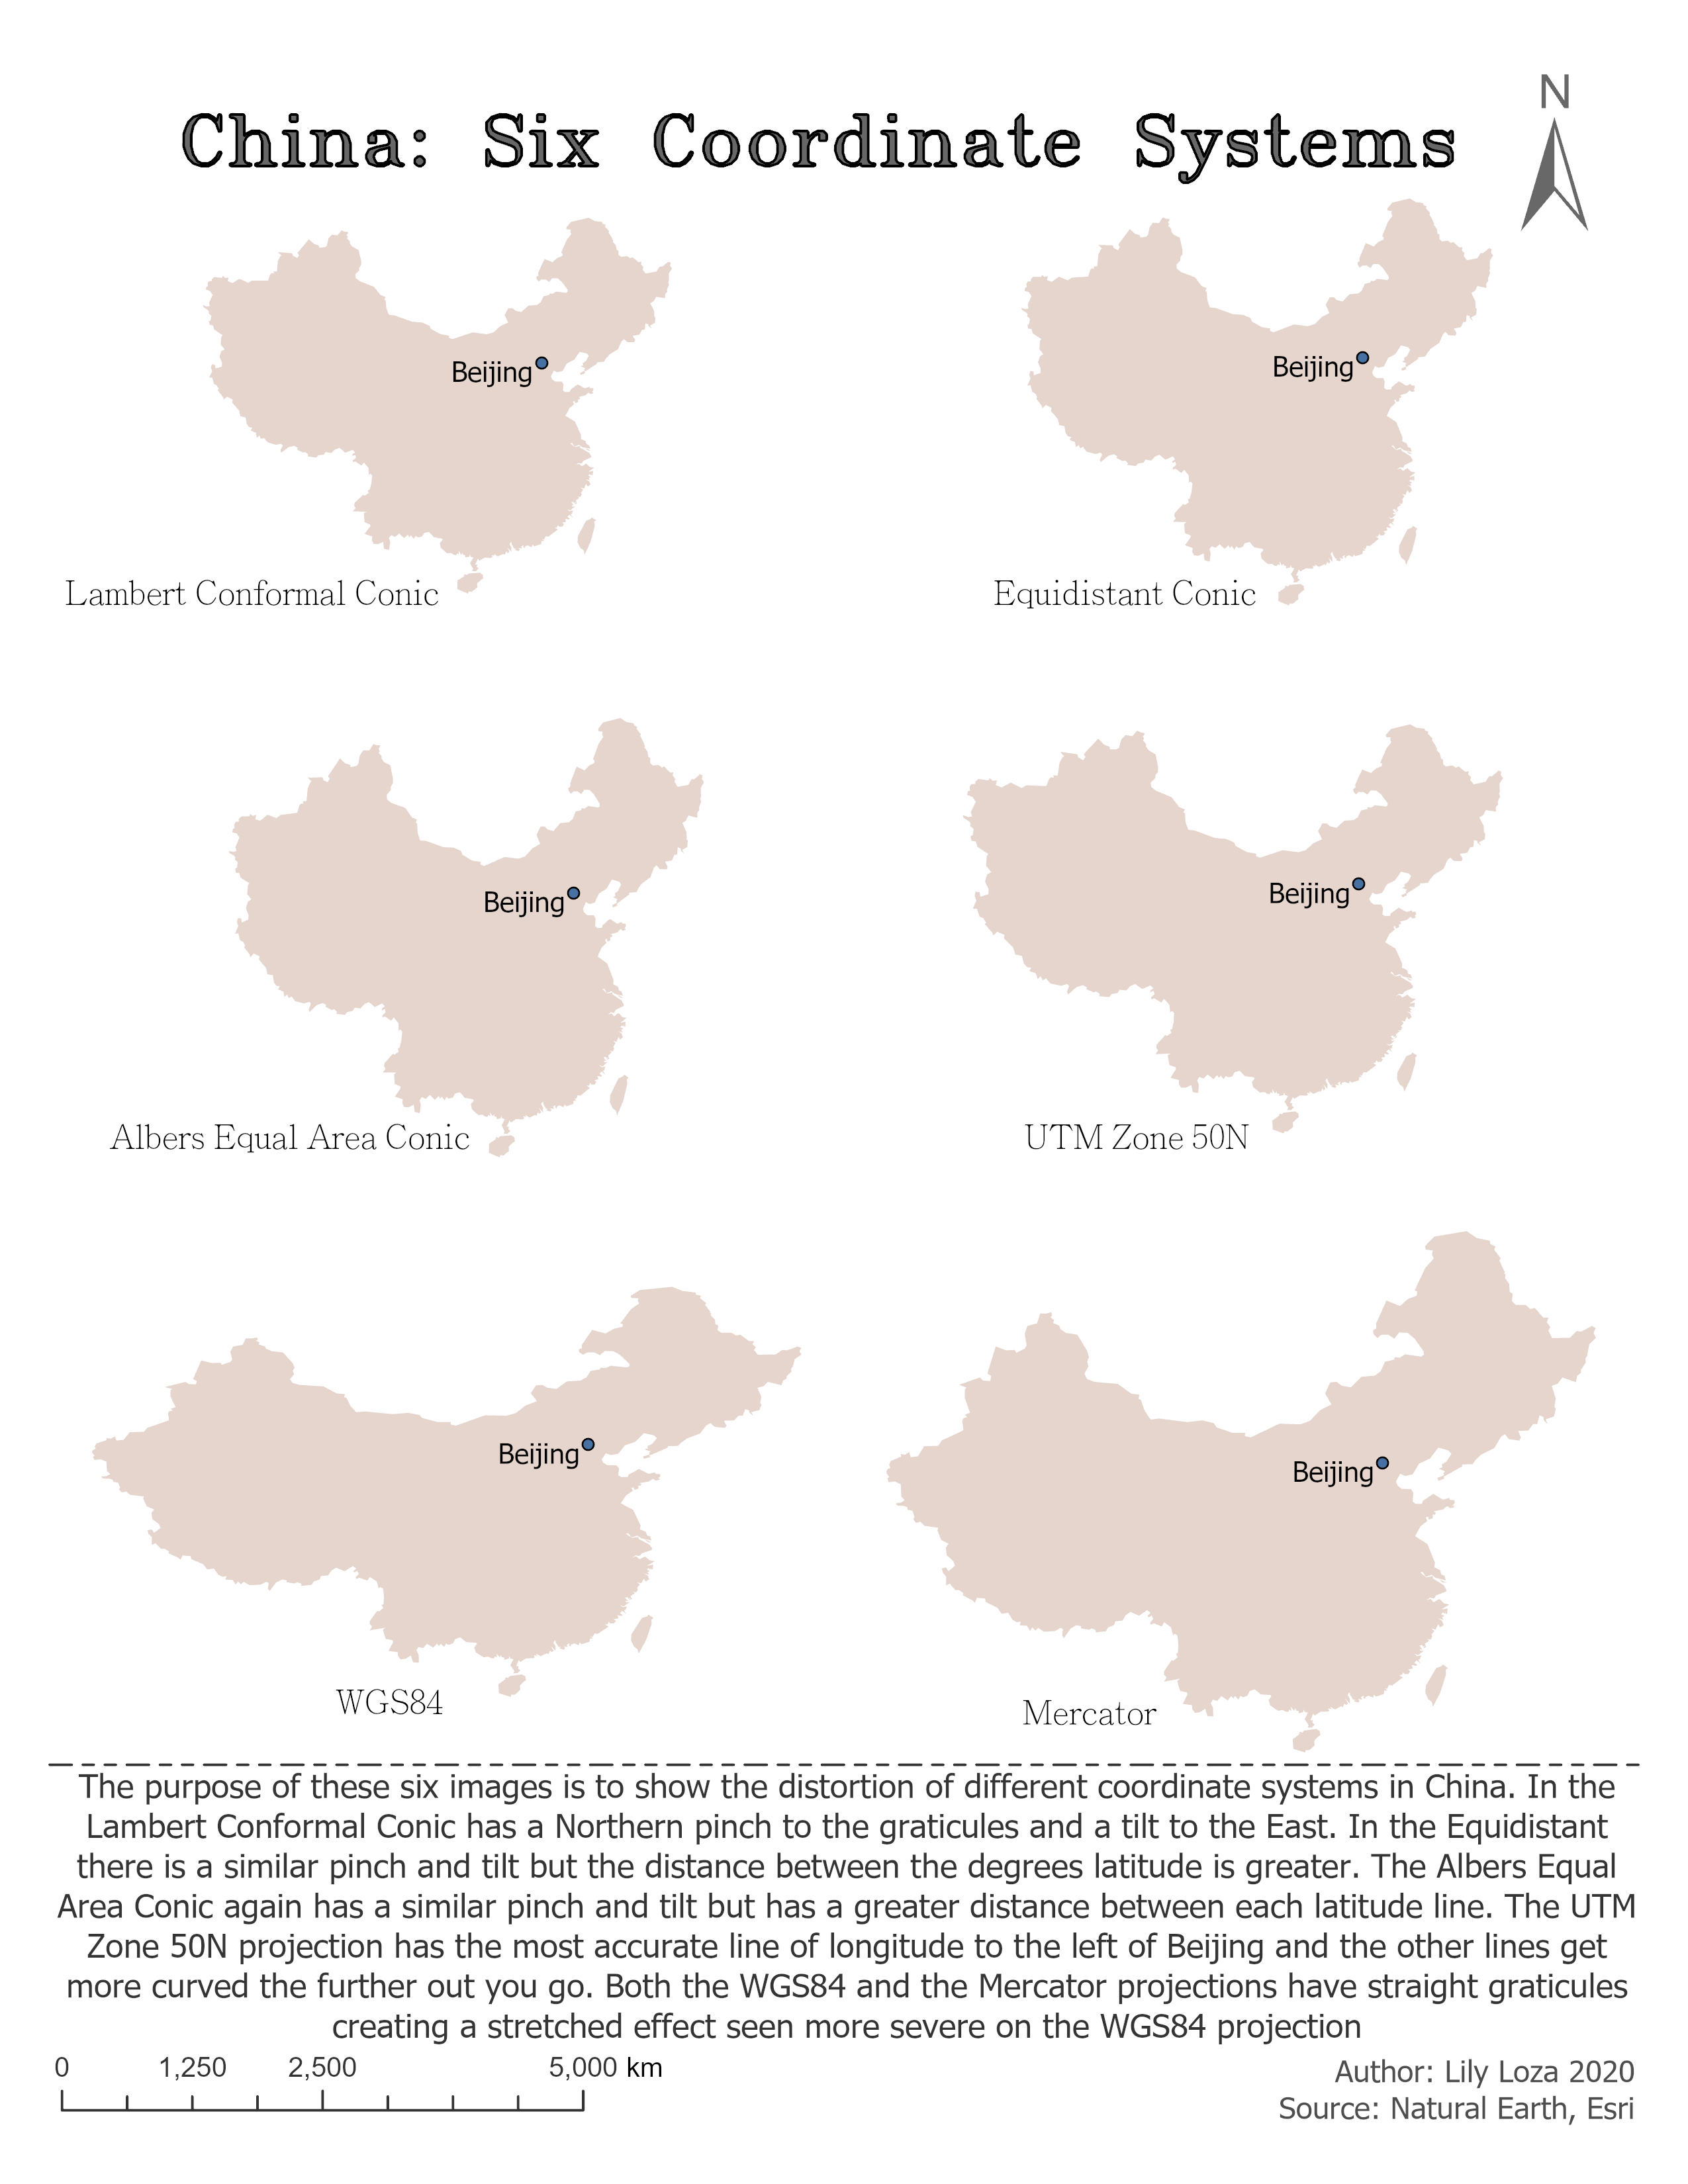 N
China: Six Coordinate Systems
Beijing
Beijing
Lambert Conformal Conic
Equidistant Conic
Beijing
Beijing
Albers Equal Area Conic
UTM Zone 50N
Beijing
Beijing
WGS84
Mercator
The purpose of these six images is to show the distortion of different coordinate systems in China. In the
Lambert Conformal Conic has a Northern pinch to the graticules and a tilt to the East. In the Equidistant
there is a similar pinch and tilt but the distance between the degrees latitude is greater. The Albers Equal
Area Conic again has a similar pinch and tilt but has a greater distance between each latitude line. The UTM
Zone 50N projection has the most accurate line of longitude to the left of Beijing and the other lines get
more curved the further out you go. Both the WGS84 and the Mercator projections have straight graticules
creating a stretched effect seen more severe on the WGS84 projection
0 1,250 2,500 5,000 km
Author: Lily Loza 2020
Source: Natural Earth, Esri